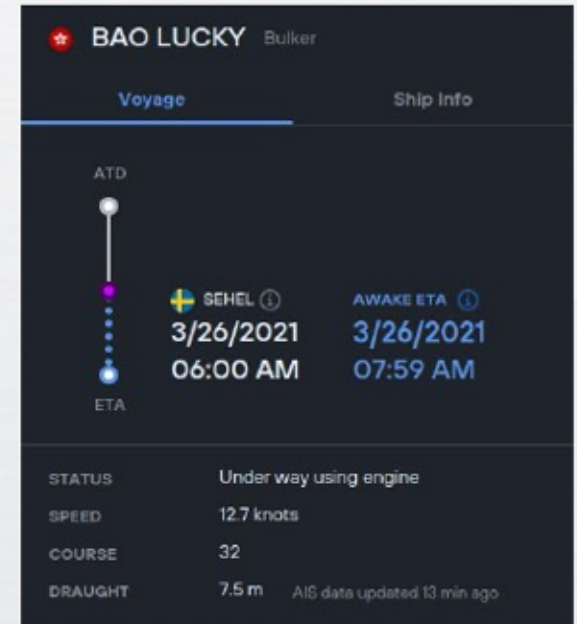 BAO LUCKY Bulker
Voyage Ship Info
ATD
SEHEL AWAKE ETA
3/26/2021 3/26/2021
06:00 AM 07:59 AM
ETA
STATUS Under way using engine
SPEED 12.7 knots
COURSE 32
DRAUGHT 7.5 m AIS data updated 13 min ago